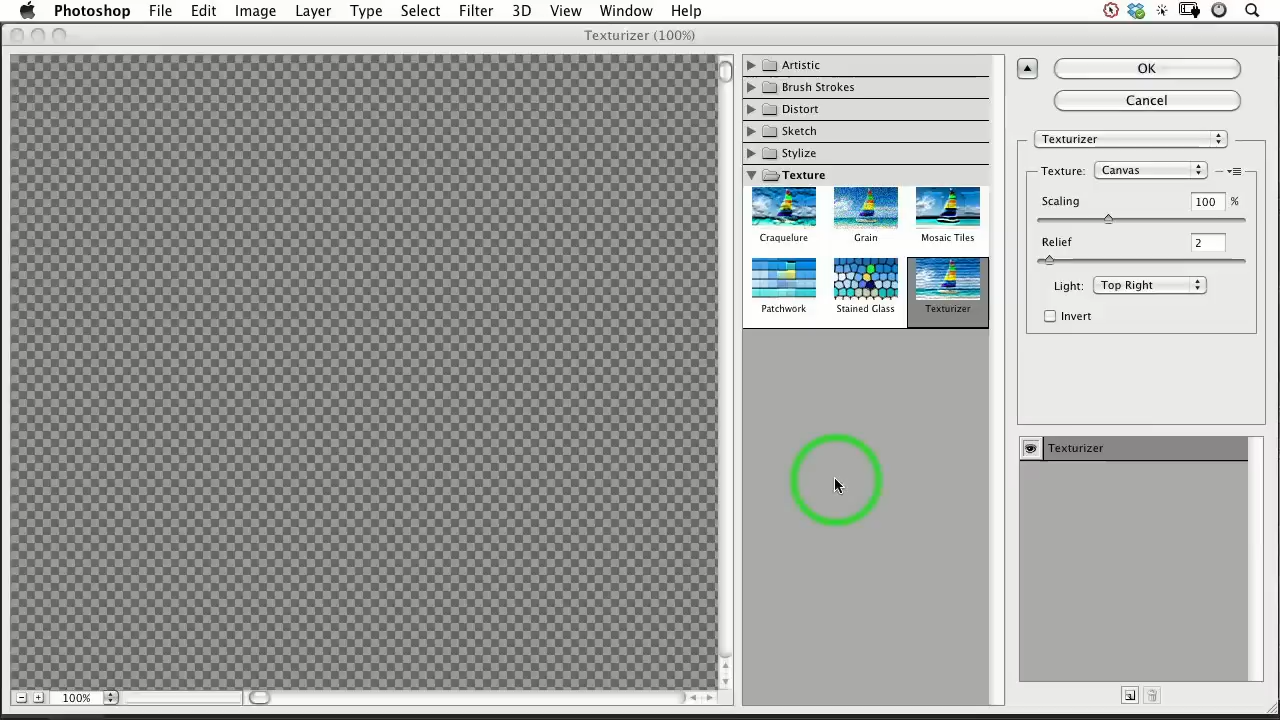 Photoshop File Edit Image Layer Type Select Filter 3D View Window Help
Texturizer (100%)
Artistic
Brush Strokes
Distort
Sketch
Stylize
Texture
Craquelure Grain Mosaic Tiles
Patchwork Stained Glass Texturizer
OK
Cancel
Texturizer
Texture: Canvas
Scaling 100 %
Relief 2
Light: Top Right
Invert
Texturizer
100%